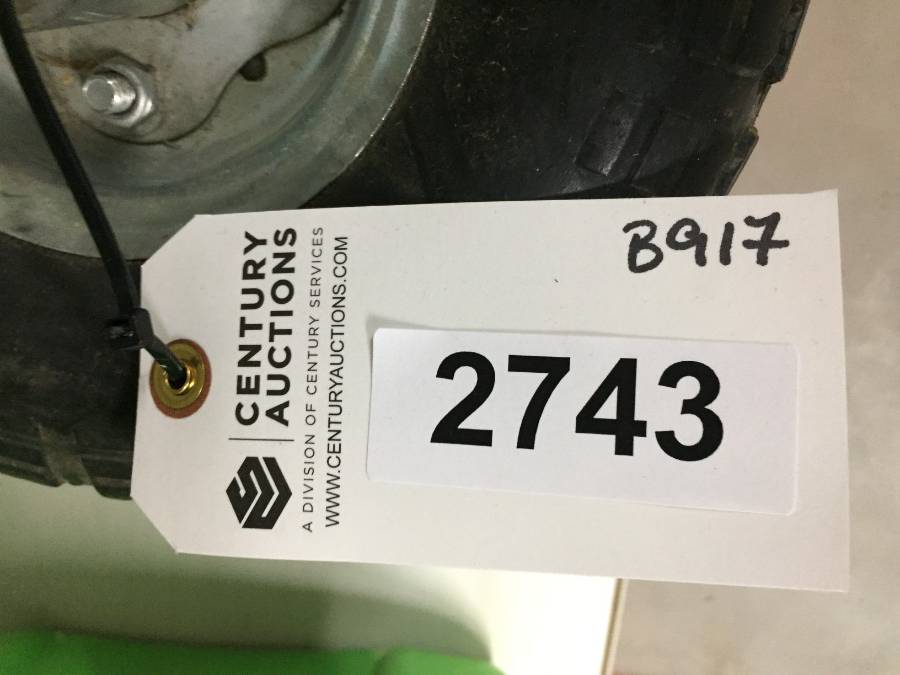 CENTURY
AUCTIONS
A DIVISION OF CENTURY SERVICES
WWW.CENTURYAUCTIONS.COM
B917
2743